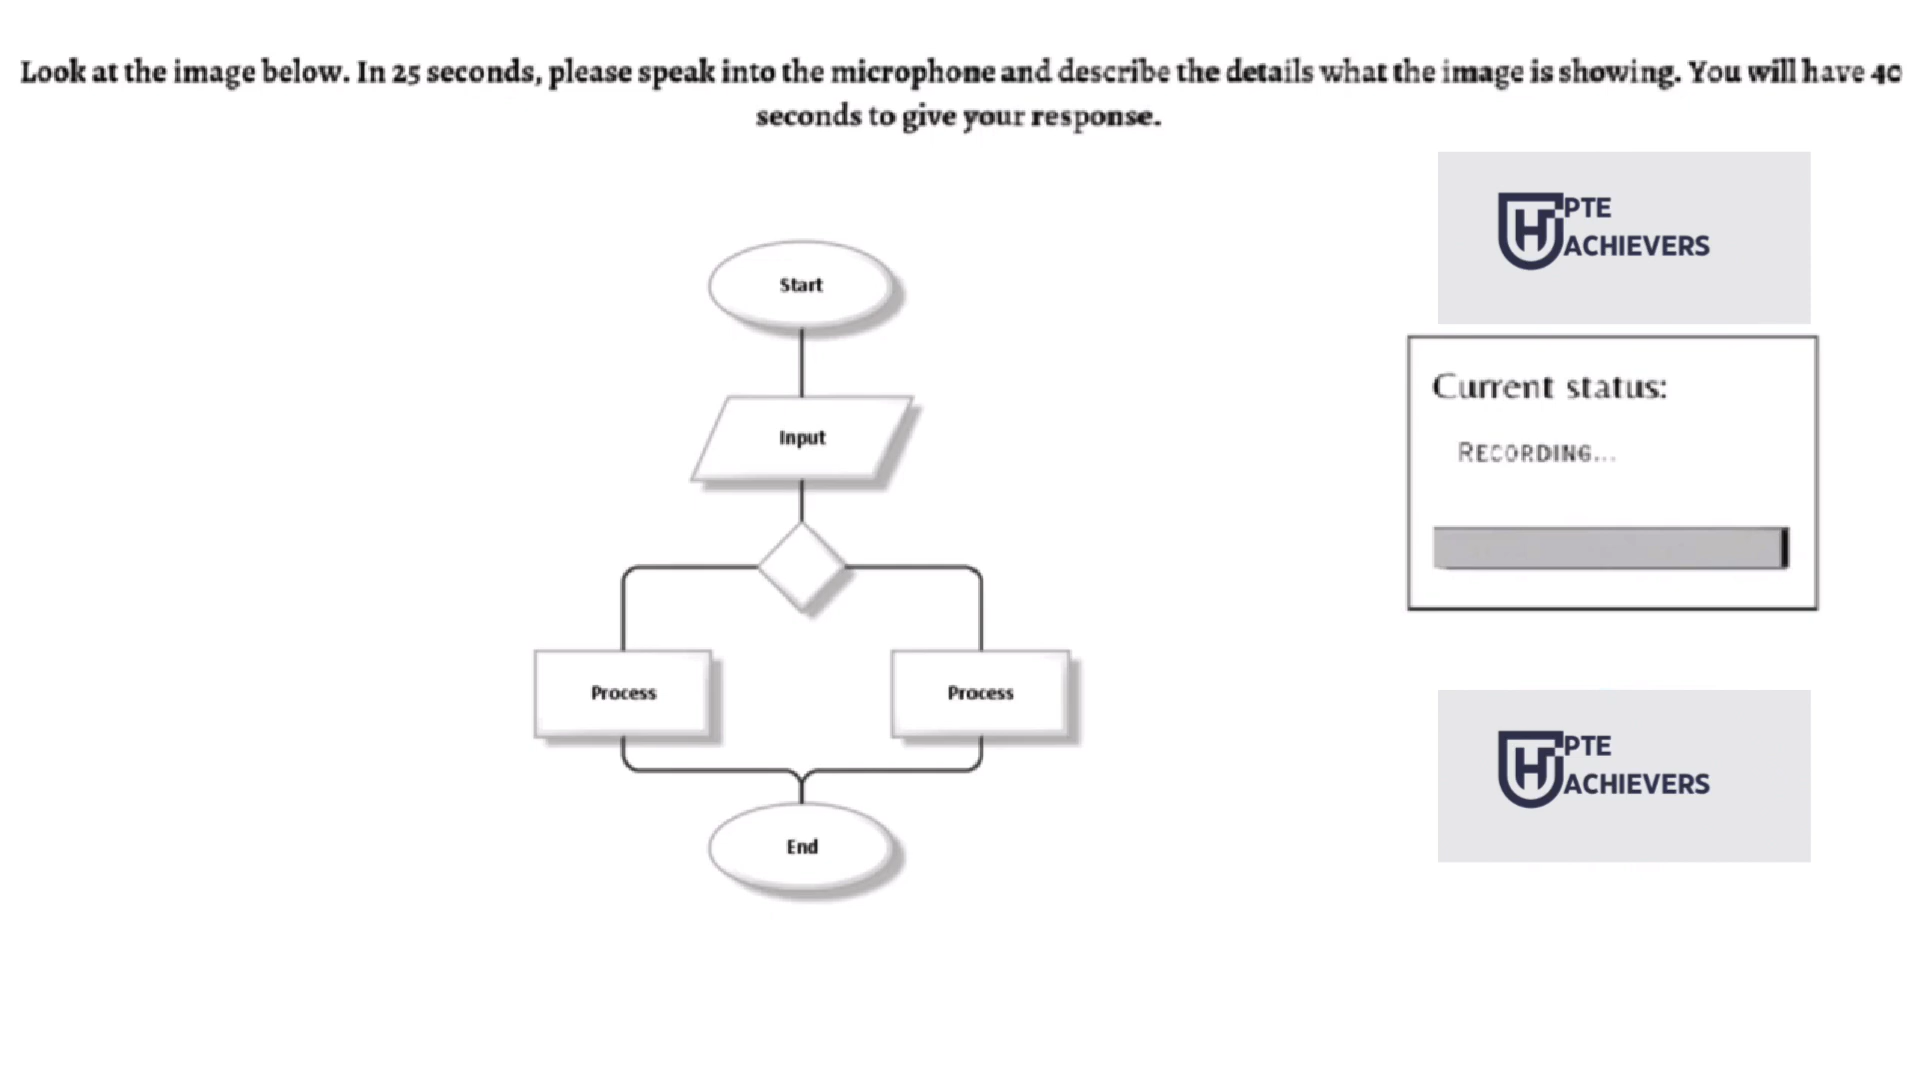 Look at the image below. In 25 seconds, please speak into the microphone and describe the details what the image is showing. You will have 40
seconds to give your response.
PTE
ACHIEVERS
Start
Current status:
RECORDING...
Input
Process
Process
PTE
ACHIEVERS
End